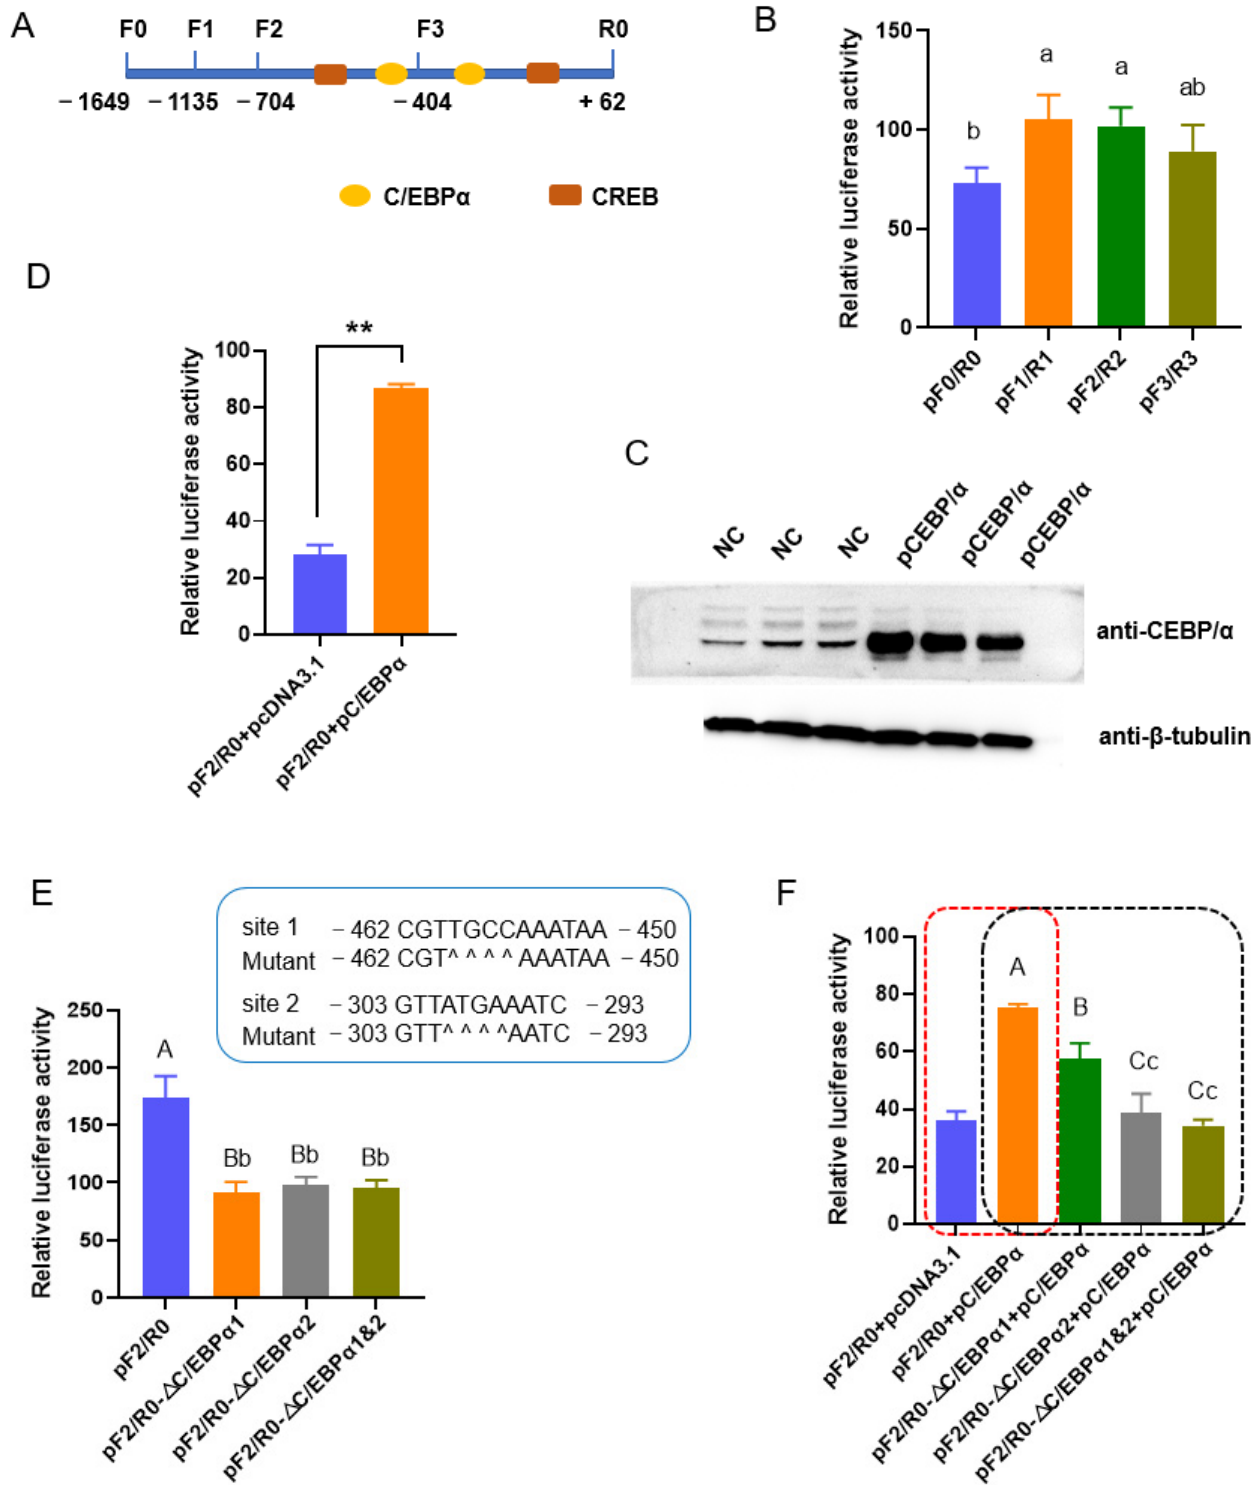 A
F0 F1 F2 F3 R0
– 1649 – 1135 – 704 – 404 + 62
C/EBPα CREB
B
Relative luciferase activity
150
100
50
0
b a a ab
pF0/R0
pF1/R1
pF2/R2
pF3/R3
D
Relative luciferase activity
100
80
60
40
20
0
**
pF2/R0+pcDNA3.1
pF2/R0+pC/EBPα
C
NC NC NC pCEBP/α pCEBP/α pCEBP/α
anti-CEBP/α
anti-β-tubulin
E
site 1 – 462 CGTTGCCAAATAA – 450
Mutant – 462 CGT^ ^ ^ ^ AAATAA – 450
site 2 – 303 GTTATGAAATC – 293
Mutant – 303 GTT^ ^ ^ ^AATC – 293
Relative luciferase activity
250
200
150
100
50
0
A Bb Bb Bb
pF2/R0
pF2/R0-ΔC/EBPα1
pF2/R0-ΔC/EBPα2
pF2/R0-ΔC/EBPα1&2
F
Relative luciferase activity
100
80
60
40
20
0
A B Cc Cc
pF2/R0+pcDNA3.1
pF2/R0+pC/EBPα
pF2/R0-ΔC/EBPα1+pC/EBPα
pF2/R0-ΔC/EBPα2+pC/EBPα
pF2/R0-ΔC/EBPα1&2+pC/EBPα